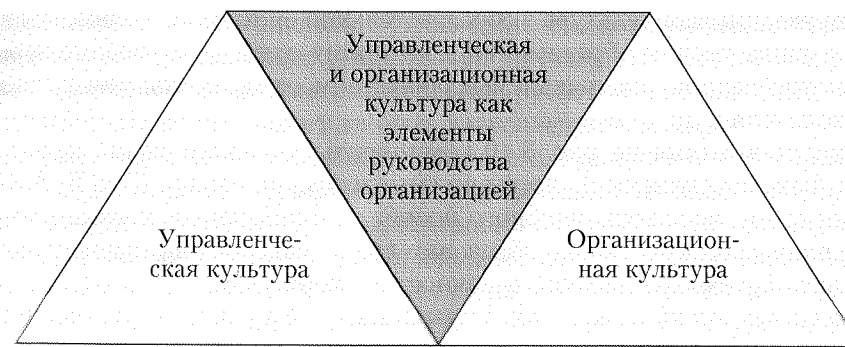 Управленческая
и организационная
культура как
элементы
руководства
организацией
Управленче-
ская культура
Организацион-
ная культура